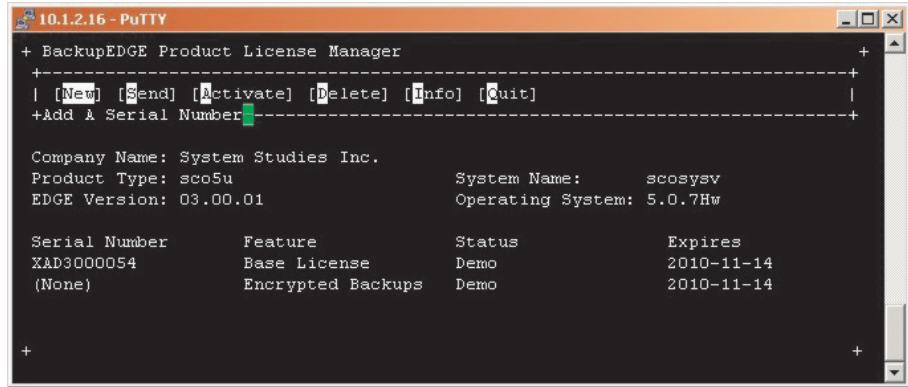 10.1.2.16 - PuTTY
+ BackupEDGE Product License Manager +
+----------------------------------------------------------------------------+
| [New] [Send] [Activate] [Delete] [Info] [Quit] |
+Add A Serial Number-----------------------------------------------------+
Company Name: System Studies Inc.
Product Type: sco5u System Name: scosysv
EDGE Version: 03.00.01 Operating System: 5.0.7Hw
Serial Number Feature Status Expires
XAD3000054 Base License Demo 2010-11-14
(None) Encrypted Backups Demo 2010-11-14
+ +